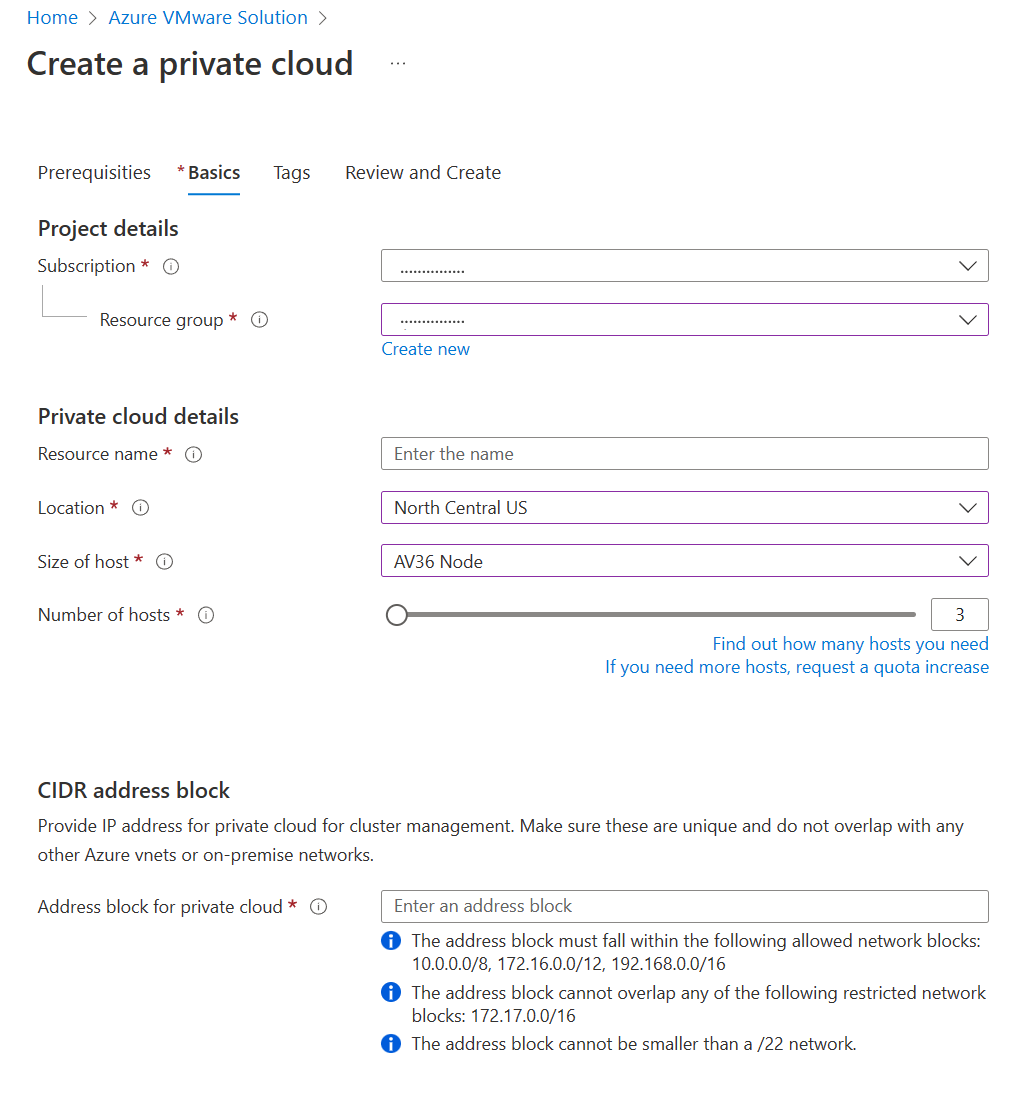 Home > Azure VMware Solution >
Create a private cloud ...
Prerequisities * Basics Tags Review and Create
Project details
Subscription * ...............
Resource group * ...............
Create new
Private cloud details
Resource name * Enter the name
Location * North Central US
Size of host * AV36 Node
Number of hosts * 3
Find out how many hosts you need
If you need more hosts, request a quota increase
CIDR address block
Provide IP address for private cloud for cluster management. Make sure these are unique and do not overlap with any
other Azure vnets or on-premise networks.
Address block for private cloud * Enter an address block
The address block must fall within the following allowed network blocks:
10.0.0.0/8, 172.16.0.0/12, 192.168.0.0/16
The address block cannot overlap any of the following restricted network
blocks: 172.17.0.0/16
The address block cannot be smaller than a /22 network.